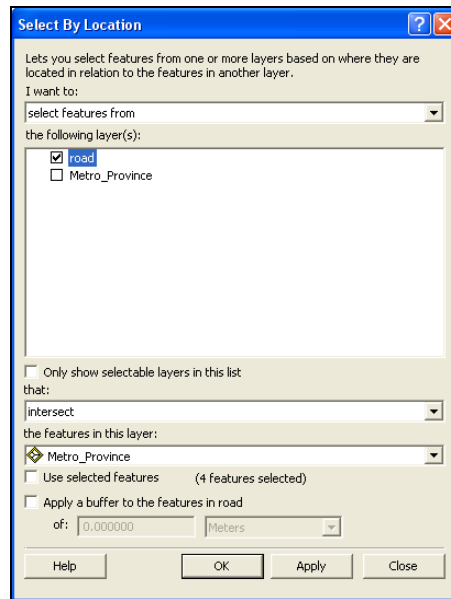 Select By Location
Lets you select features from one or more layers based on where they are
located in relation to the features in another layer.
I want to:
select features from
the following layer(s):
road
Metro_Province
Only show selectable layers in this list
that:
intersect
the features in this layer:
Metro_Province
Use selected features (4 features selected)
Apply a buffer to the features in road
of: 0.000000 Meters
Help OK Apply Close